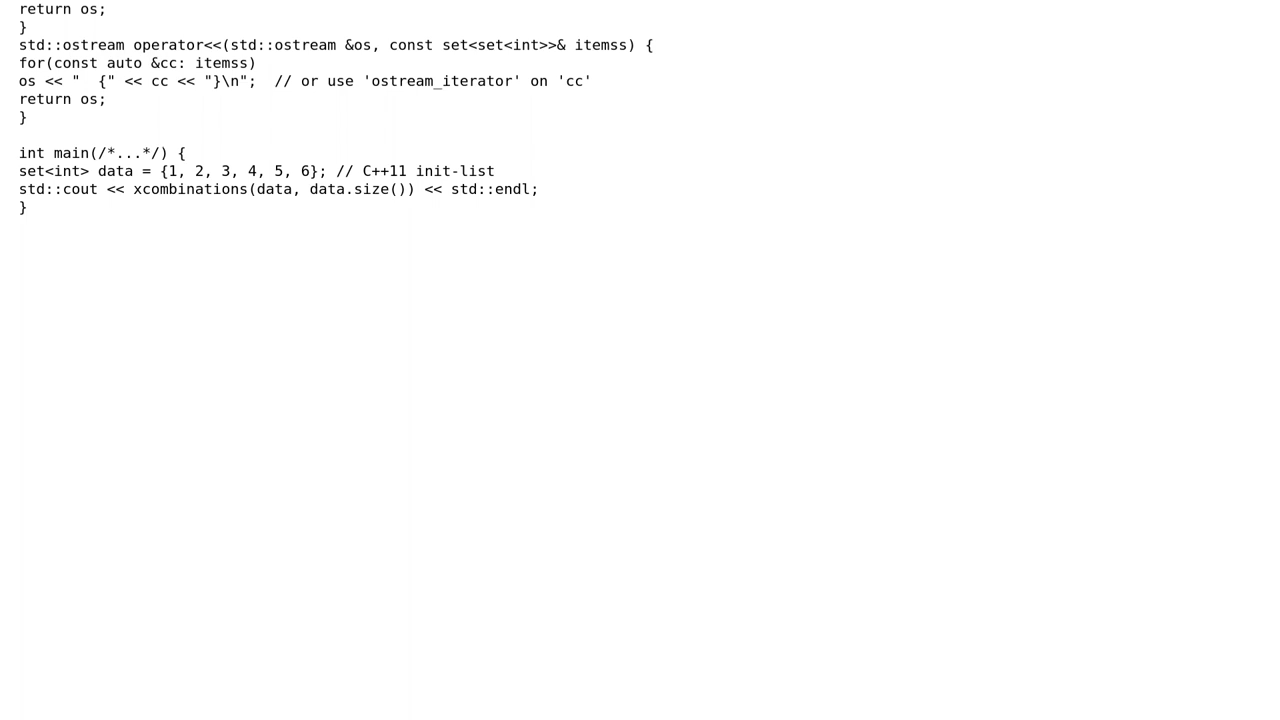 return os;
}
std::ostream operator<<(std::ostream &os, const set<set<int>>& itemss) {
for(const auto &cc: itemss)
os << "  {" << cc << "}\n";  // or use 'ostream_iterator' on 'cc'
return os;
}

int main(/*...*/) {
set<int> data = {1, 2, 3, 4, 5, 6}; // C++11 init-list
std::cout << xcombinations(data, data.size()) << std::endl;
}